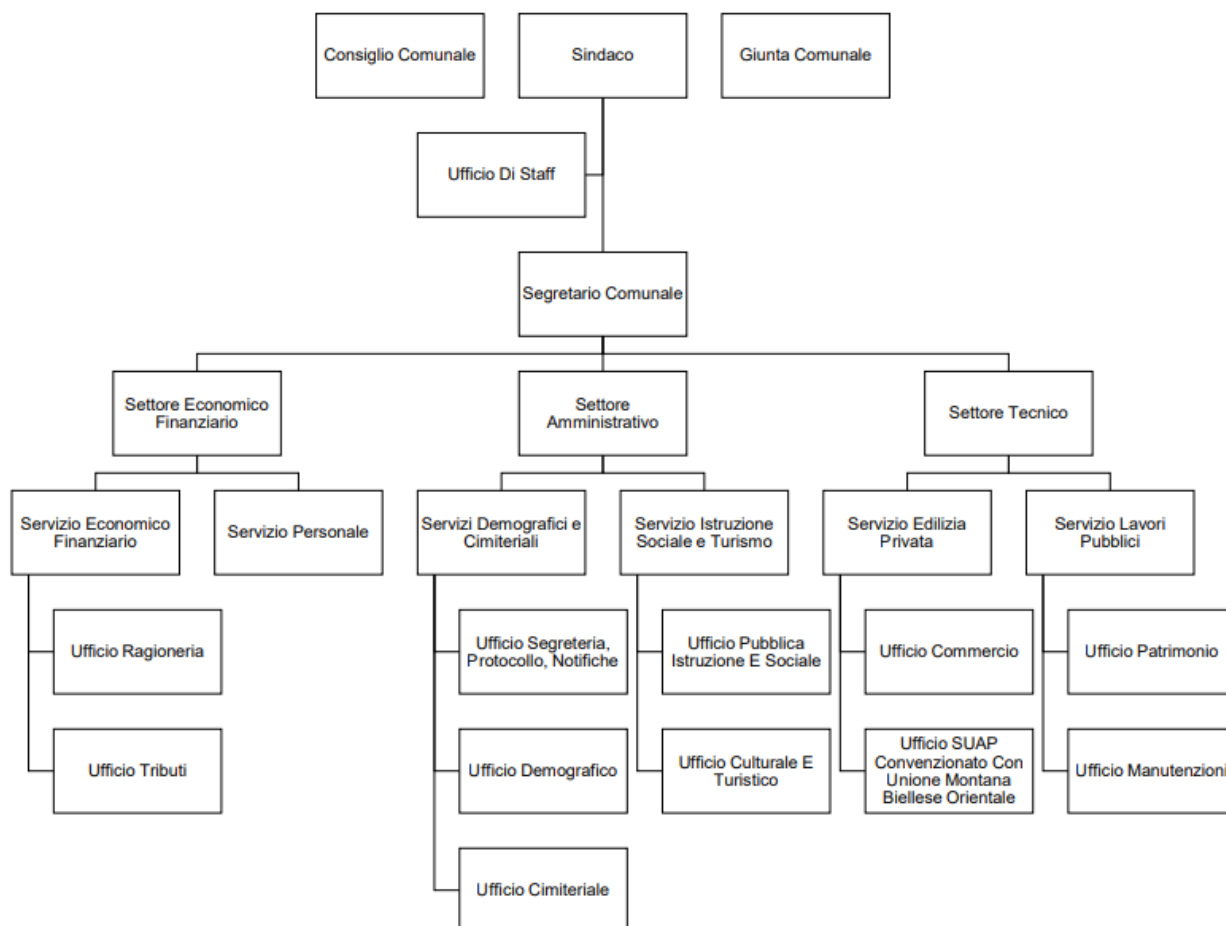 Consiglio Comunale
Sindaco
Giunta Comunale
Ufficio Di Staff
Segretario Comunale
Settore Economico
Finanziario
Settore
Amministrativo
Settore Tecnico
Servizio Economico
Finanziario
Servizio Personale
Servizi Demografici e
Cimiteriali
Servizio Istruzione
Sociale e Turismo
Servizio Edilizia
Privata
Servizio Lavori
Pubblici
Ufficio Ragioneria
Ufficio Segreteria,
Protocollo, Notifiche
Ufficio Pubblica
Istruzione E Sociale
Ufficio Commercio
Ufficio Patrimonio
Ufficio Tributi
Ufficio Demografico
Ufficio Culturale E
Turistico
Ufficio SUAP
Convenzionato Con
Unione Montana
Biellese Orientale
Ufficio Manutenzioni
Ufficio Cimiteriale